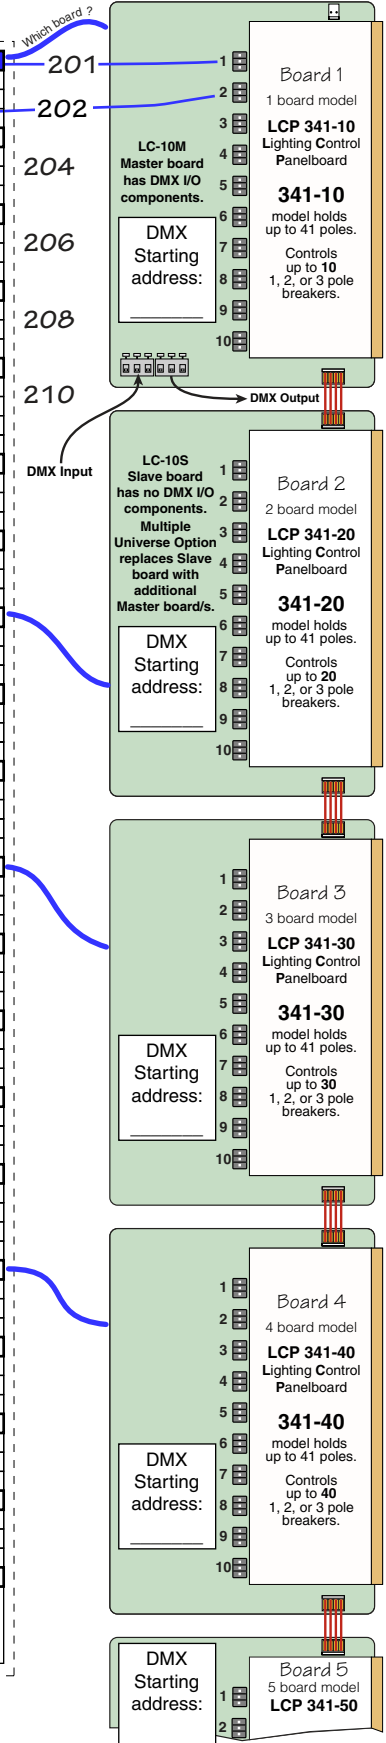 Which board ?
201
202
204
206
208
210
1
2
3
4
5
6
7
8
9
10
LC-10M
Master board
has DMX I/O
components.
DMX
Starting
address:
Board 1
1 board model
LCP 341-10
Lighting Control
Panelboard
341-10
model holds
up to 41 poles.
Controls
up to 10
1, 2, or 3 pole
breakers.
DMX Output
DMX Input
LC-10S
Slave board
has no DMX I/O
components.
Multiple
Universe Option
replaces Slave
board with
additional
Master board/s.
DMX
Starting
address:
1
2
3
4
5
6
7
8
9
10
Board 2
2 board model
LCP 341-20
Lighting Control
Panelboard
341-20
model holds
up to 41 poles.
Controls
up to 20
1, 2, or 3 pole
breakers.
1
2
3
4
5
6
7
8
9
10
DMX
Starting
address:
Board 3
3 board model
LCP 341-30
Lighting Control
Panelboard
341-30
model holds
up to 41 poles.
Controls
up to 30
1, 2, or 3 pole
breakers.
1
2
3
4
5
6
7
8
9
10
DMX
Starting
address:
Board 4
4 board model
LCP 341-40
Lighting Control
Panelboard
341-40
model holds
up to 41 poles.
Controls
up to 40
1, 2, or 3 pole
breakers.
DMX
Starting
address:
1
2
Board 5
5 board model
LCP 341-50